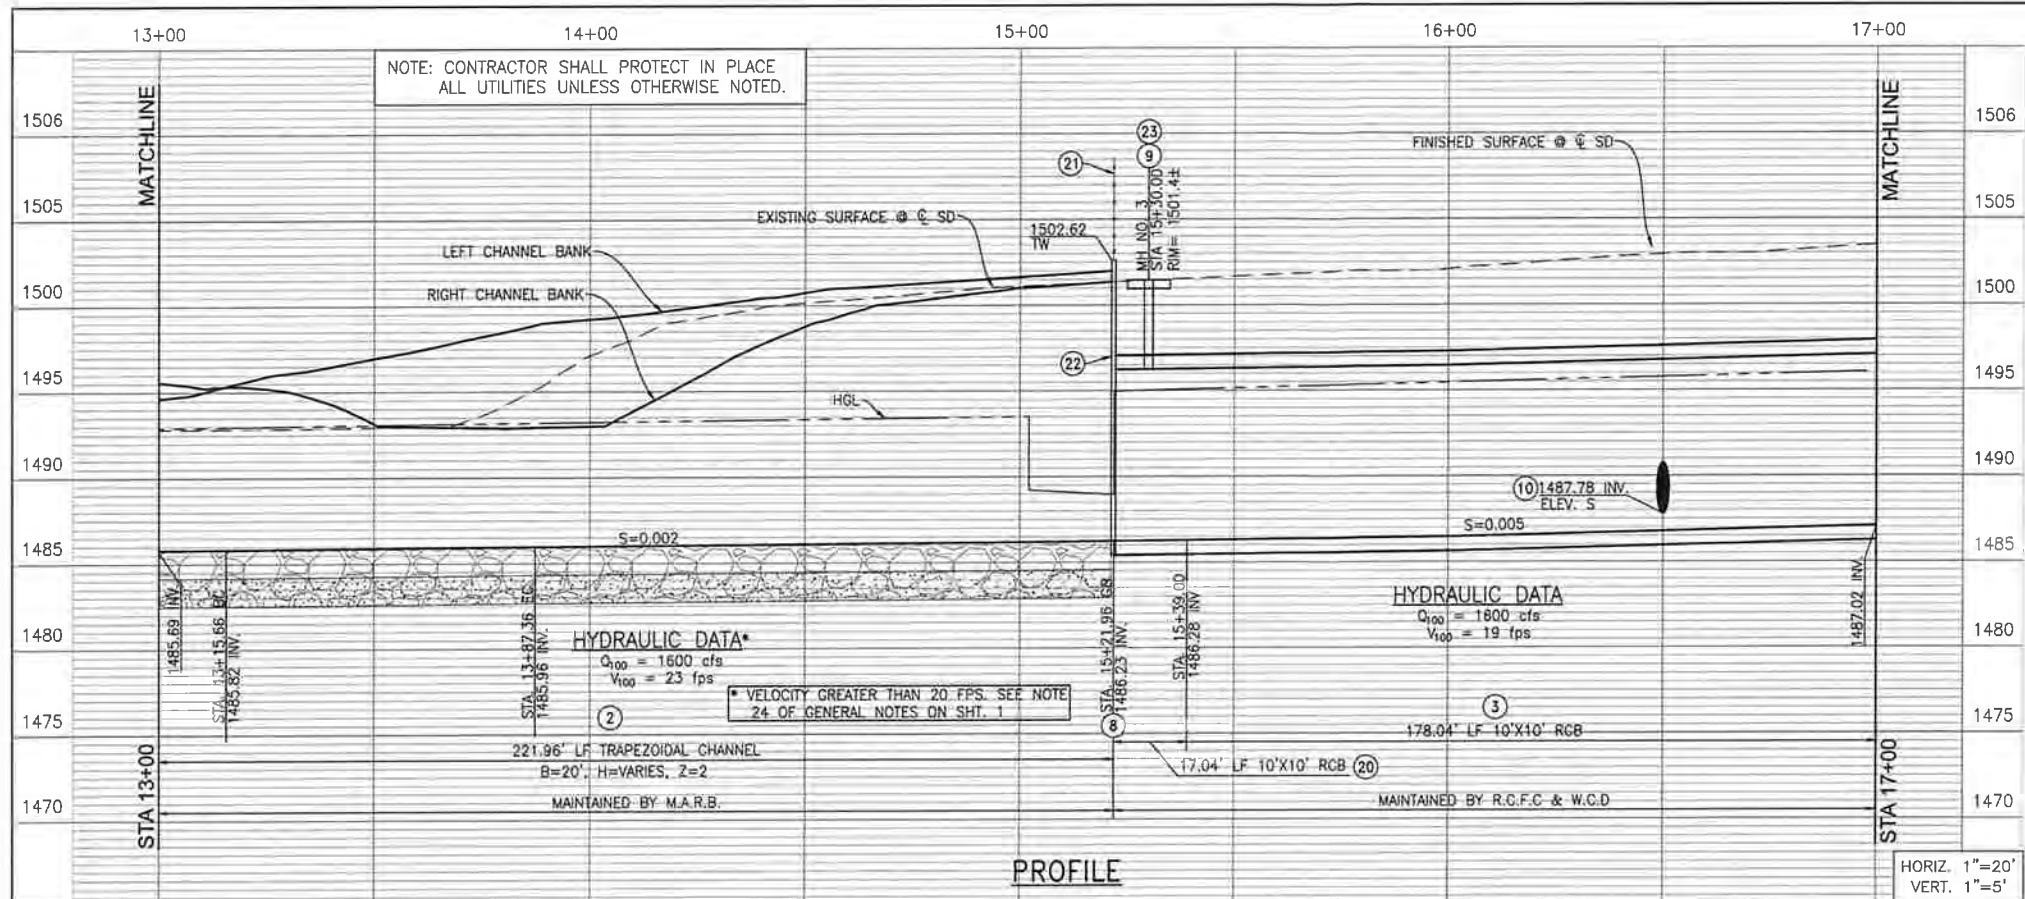 13+00
14+00
15+00
16+00
17+00
NOTE: CONTRACTOR SHALL PROTECT IN PLACE
ALL UTILITIES UNLESS OTHERWISE NOTED.
MATCHLINE
MATCHLINE
1506
1505
1500
1495
1490
1485
1480
1475
1470
1506
1505
1500
1495
1490
1485
1480
1475
1470
23
9
21
MH NO. 3
STA 15+30.00
RIM= 1501.4±
FINISHED SURFACE @ ℄ SD
EXISTING SURFACE @ ℄ SD
1502.62
TW
LEFT CHANNEL BANK
RIGHT CHANNEL BANK
22
HGL
10 1487.78 INV.
ELEV. S
S=0.002
S=0.005
1485.69 INV.
STA. 13+15.66 BC
1485.82 INV.
STA. 13+87.36 EC
1485.96 INV.
STA. 15+21.96 GB
1486.23 INV.
STA. 15+39.00
1486.28 INV
1487.02 INV.
HYDRAULIC DATA*
Q100 = 1600 cfs
V100 = 23 fps
* VELOCITY GREATER THAN 20 FPS. SEE NOTE
24 OF GENERAL NOTES ON SHT. 1
HYDRAULIC DATA
Q100 = 1600 cfs
V100 = 19 fps
2
221.96' LF TRAPEZOIDAL CHANNEL
B=20', H=VARIES, Z=2
MAINTAINED BY M.A.R.B.
8
17.04' LF 10'X10' RCB 20
3
178.04' LF 10'X10' RCB
MAINTAINED BY R.C.F.C & W.C.D
STA 13+00
STA 17+00
PROFILE
HORIZ. 1"=20'
VERT. 1"=5'